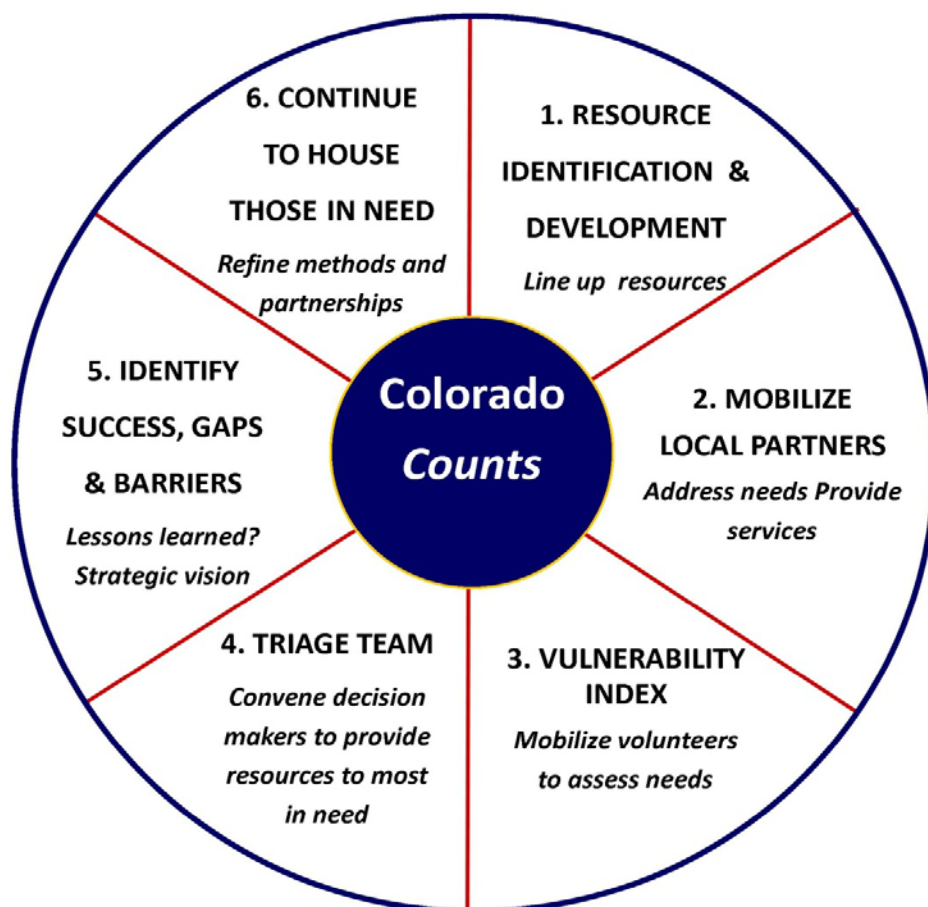 1. RESOURCE
IDENTIFICATION &
DEVELOPMENT
Line up resources
2. MOBILIZE
LOCAL PARTNERS
Address needs Provide
services
3. VULNERABILITY
INDEX
Mobilize volunteers
to assess needs
4. TRIAGE TEAM
Convene decision
makers to provide
resources to most
in need
5. IDENTIFY
SUCCESS, GAPS
& BARRIERS
Lessons learned?
Strategic vision
6. CONTINUE
TO HOUSE
THOSE IN NEED
Refine methods and
partnerships
Colorado
Counts